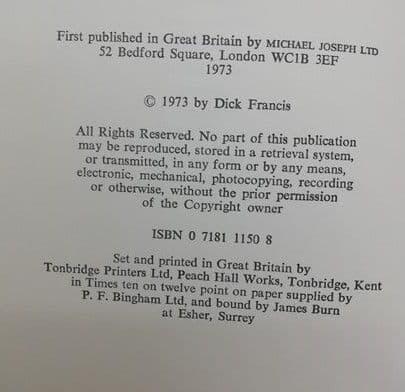 First published in Great Britain by MICHAEL JOSEPH LTD
52 Bedford Square, London WC1B 3EF
1973
© 1973 by Dick Francis
All Rights Reserved. No part of this publication
may be reproduced, stored in a retrieval system,
or transmitted, in any form or by any means,
electronic, mechanical, photocopying, recording
or otherwise, without the prior permission
of the Copyright owner
ISBN 0 7181 1150 8
Set and printed in Great Britain by
Tonbridge Printers Ltd, Peach Hall Works, Tonbridge, Kent
in Times ten on twelve point on paper supplied by
P. F. Bingham Ltd, and bound by James Burn
at Esher, Surrey